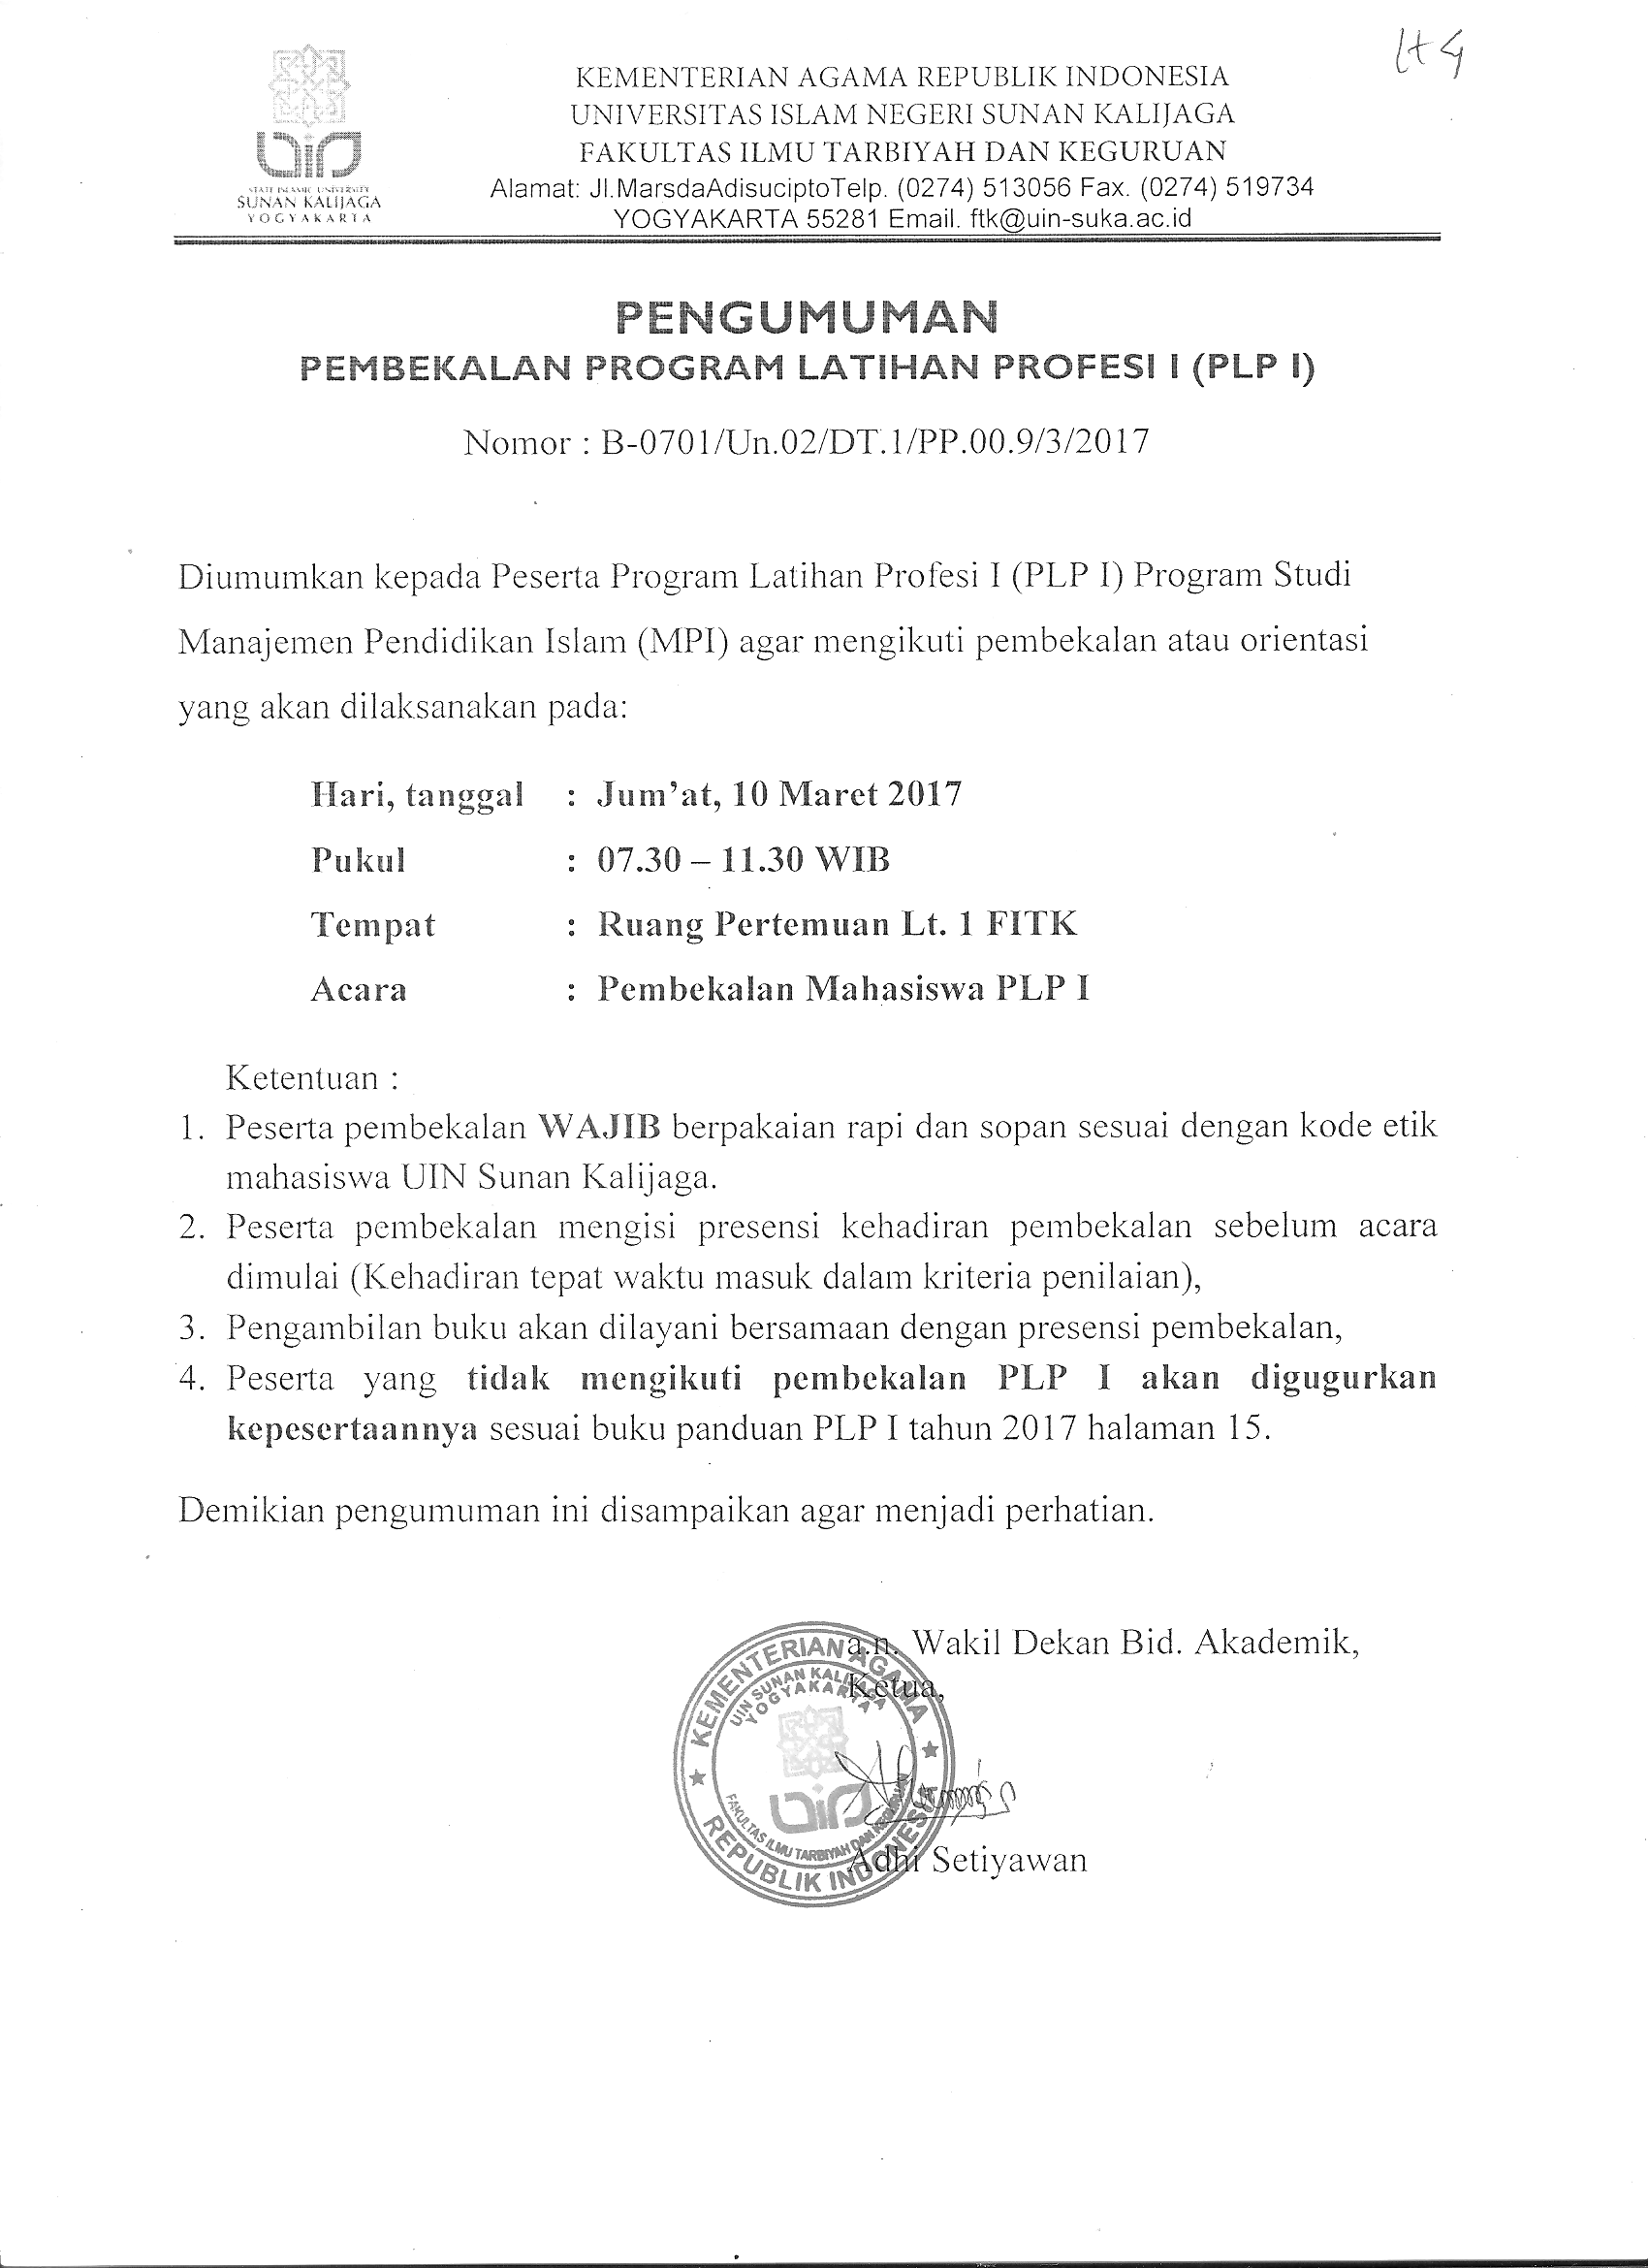 lt 4
KEMENTERIAN AGAMA REPUBLIK INDONESIA
UNIVERSITAS ISLAM NEGERI SUNAN KALIJAGA
FAKULTAS ILMU TARBIYAH DAN KEGURUAN
Alamat: Jl.MarsdaAdisuciptoTelp. (0274) 513056 Fax. (0274) 519734
YOGYAKARTA 55281 Email. ftk@uin-suka.ac.id
uin
STATE ISLAMIC UNIVERSITY
SUNAN KALIJAGA
YOGYAKARTA
PENGUMUMAN
PEMBEKALAN PROGRAM LATIHAN PROFESI I (PLP I)
Nomor : B-0701/Un.02/DT.1/PP.00.9/3/2017
Diumumkan kepada Peserta Program Latihan Profesi I (PLP I) Program Studi
Manajemen Pendidikan Islam (MPI) agar mengikuti pembekalan atau orientasi
yang akan dilaksanakan pada:
Hari, tanggal : Jum'at, 10 Maret 2017
Pukul : 07.30 – 11.30 WIB
Tempat : Ruang Pertemuan Lt. 1 FITK
Acara : Pembekalan Mahasiswa PLP I
Ketentuan :
1. Peserta pembekalan WAJIB berpakaian rapi dan sopan sesuai dengan kode etik
mahasiswa UIN Sunan Kalijaga.
2. Peserta pembekalan mengisi presensi kehadiran pembekalan sebelum acara
dimulai (Kehadiran tepat waktu masuk dalam kriteria penilaian),
3. Pengambilan buku akan dilayani bersamaan dengan presensi pembekalan,
4. Peserta yang tidak mengikuti pembekalan PLP I akan digugurkan
kepesertaannya sesuai buku panduan PLP I tahun 2017 halaman 15.
Demikian pengumuman ini disampaikan agar menjadi perhatian.
a.n. Wakil Dekan Bid. Akademik,
Ketua,
KEMENTERIAN AGAMA
UIN SUNAN KALIJAGA
YOGYAKARTA
uin
FAKULTAS ILMU TARBIYAH DAN KEGURUAN
REPUBLIK INDONESIA
Adhi Setiyawan